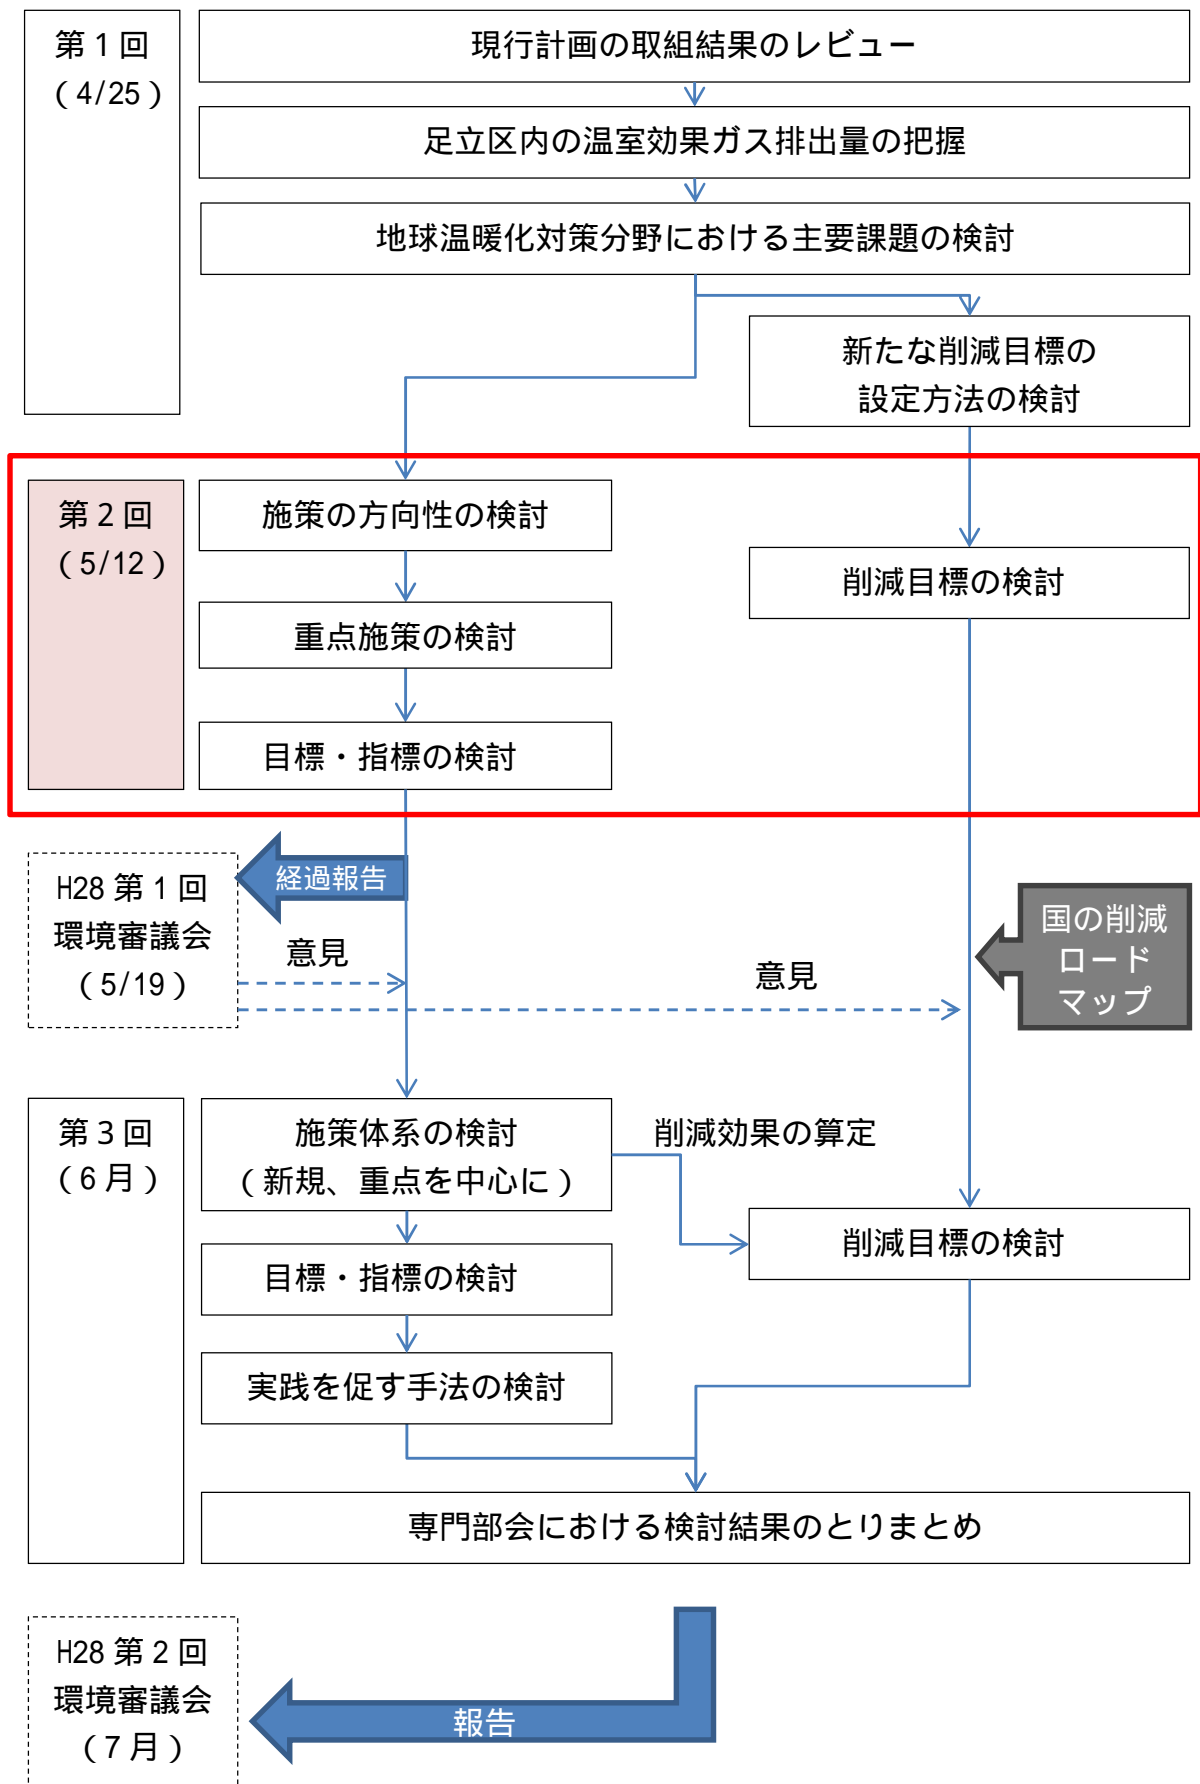 第1回
（4/25）
現行計画の取組結果のレビュー
足立区内の温室効果ガス排出量の把握
地球温暖化対策分野における主要課題の検討
新たな削減目標の
設定方法の検討
第2回
（5/12）
施策の方向性の検討
重点施策の検討
目標・指標の検討
削減目標の検討
H28 第1回
環境審議会
（5/19）
経過報告
意見
意見
国の削減
ロード
マップ
第3回
（6月）
施策体系の検討
（新規、重点を中心に）
削減効果の算定
削減目標の検討
目標・指標の検討
実践を促す手法の検討
専門部会における検討結果のとりまとめ
H28 第2回
環境審議会
（7月）
報告